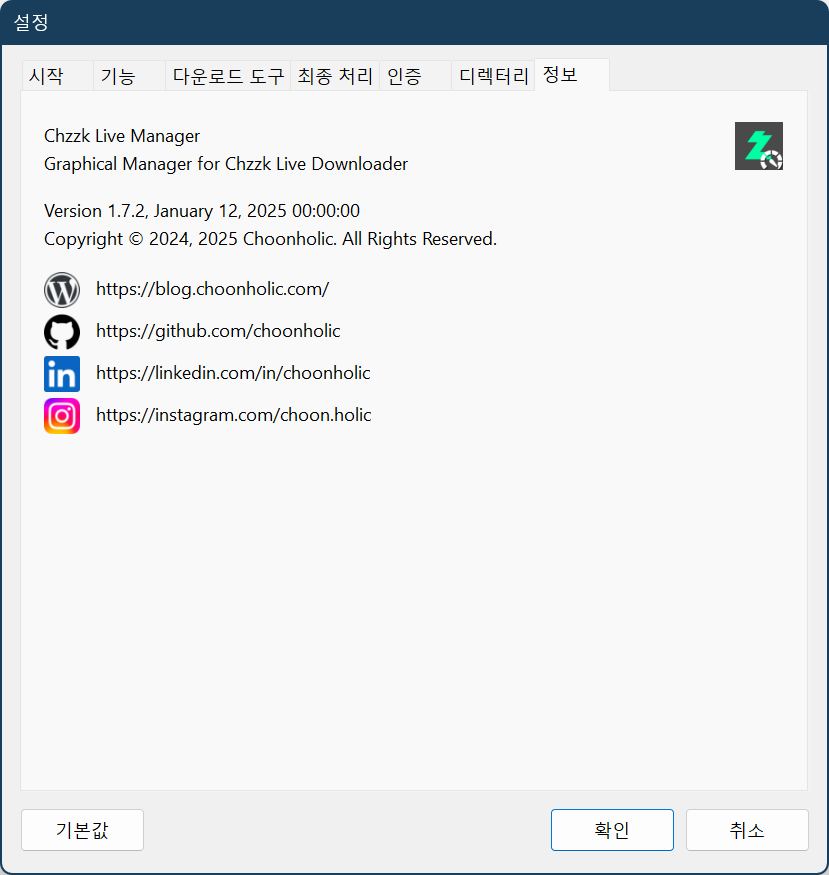 설정
시작 기능 다운로드 도구 최종 처리 인증 디렉터리 정보
Chzzk Live Manager
Graphical Manager for Chzzk Live Downloader
Version 1.7.2, January 12, 2025 00:00:00
Copyright © 2024, 2025 Choonholic. All Rights Reserved.
https://blog.choonholic.com/
https://github.com/choonholic
https://linkedin.com/in/choonholic
https://instagram.com/choon.holic
기본값 확인 취소